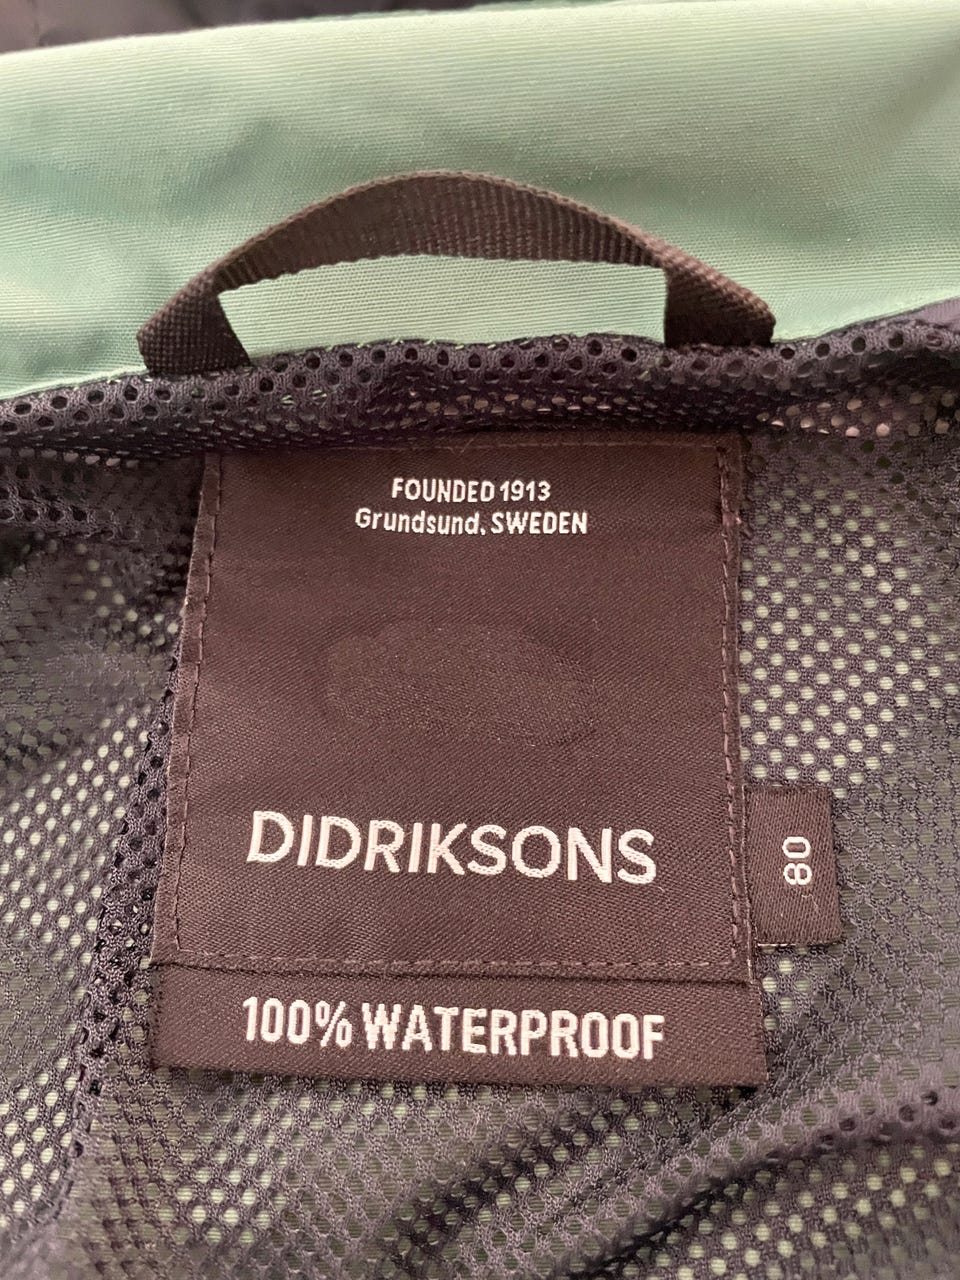 FOUNDED 1913
Grundsund, SWEDEN
DIDRIKSONS
80
100% WATERPROOF